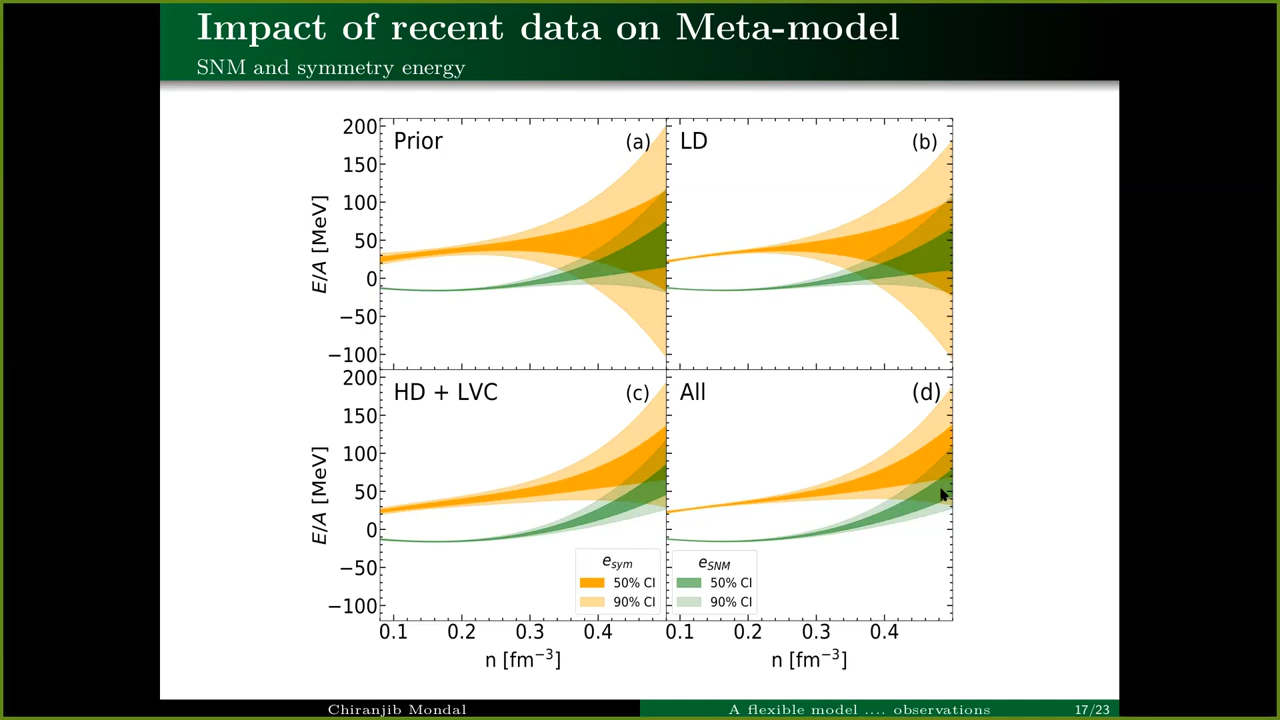 Impact of recent data on Meta-model
SNM and symmetry energy
Prior
(a)
LD
(b)
200
150
100
50
0
−50
−100
E/A [MeV]
HD + LVC
(c)
All
(d)
200
150
100
50
0
−50
−100
E/A [MeV]
e_sym
50% CI
90% CI
e_SNM
50% CI
90% CI
0.1 0.2 0.3 0.4
0.1 0.2 0.3 0.4
n [fm⁻³]
n [fm⁻³]
Chiranjib Mondal
A flexible model .... observations
17/23